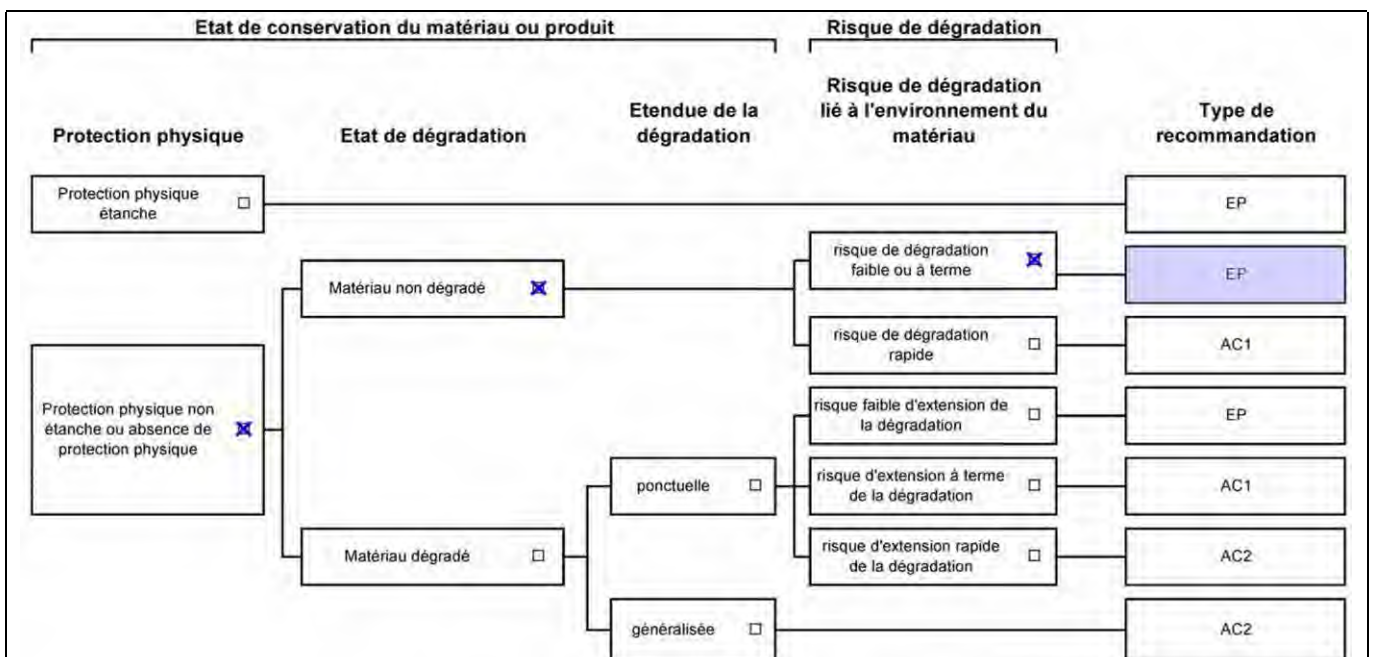 Etat de conservation du matériau ou produit
Risque de dégradation
Protection physique
Etat de dégradation
Etendue de la
dégradation
Risque de dégradation
lié à l'environnement du
matériau
Type de
recommandation
Protection physique
étanche
EP
risque de dégradation
faible ou à terme
EP
Matériau non dégradé
risque de dégradation
rapide
AC1
Protection physique non
étanche ou absence de
protection physique
risque faible d'extension de
la dégradation
EP
ponctuelle
risque d'extension à terme
de la dégradation
AC1
Matériau dégradé
risque d'extension rapide
de la dégradation
AC2
généralisée
AC2